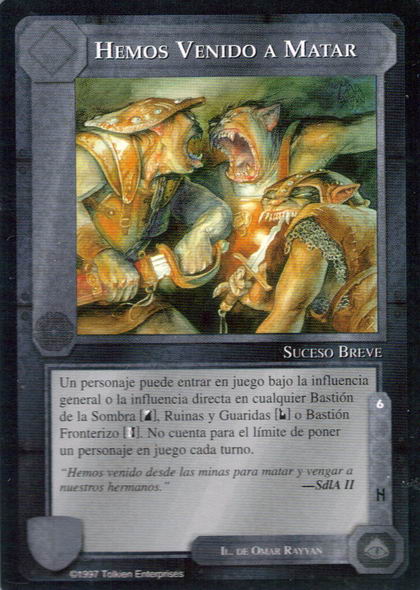 Hemos Venido a Matar
Suceso Breve
Un personaje puede entrar en juego bajo la influencia
general o la influencia directa en cualquier Bastión
de la Sombra [], Ruinas y Guaridas [] o Bastión
Fronterizo []. No cuenta para el límite de poner
un personaje en juego cada turno.
6
“Hemos venido desde las minas para matar y vengar a
nuestros hermanos.” —SdlA II
Il. de Omar Rayyan
©1997 Tolkien Enterprises